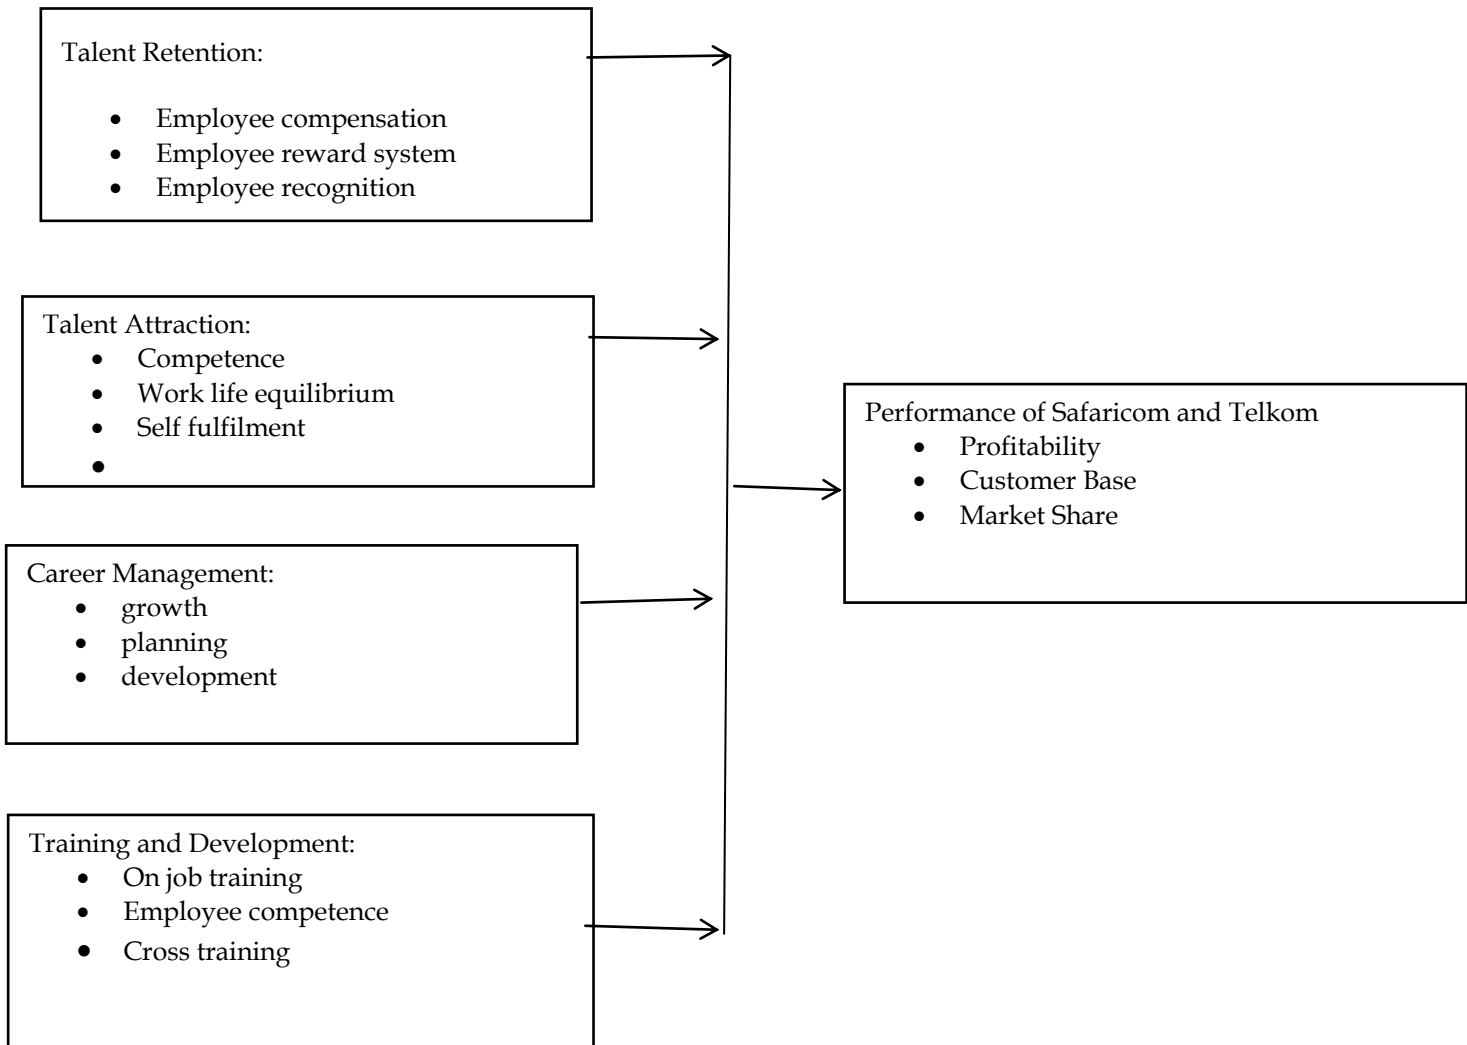 Talent Retention:
• Employee compensation
• Employee reward system
• Employee recognition
Talent Attraction:
• Competence
• Work life equilibrium
• Self fulfilment
•
Career Management:
• growth
• planning
• development
Training and Development:
• On job training
• Employee competence
• Cross training
Performance of Safaricom and Telkom
• Profitability
• Customer Base
• Market Share